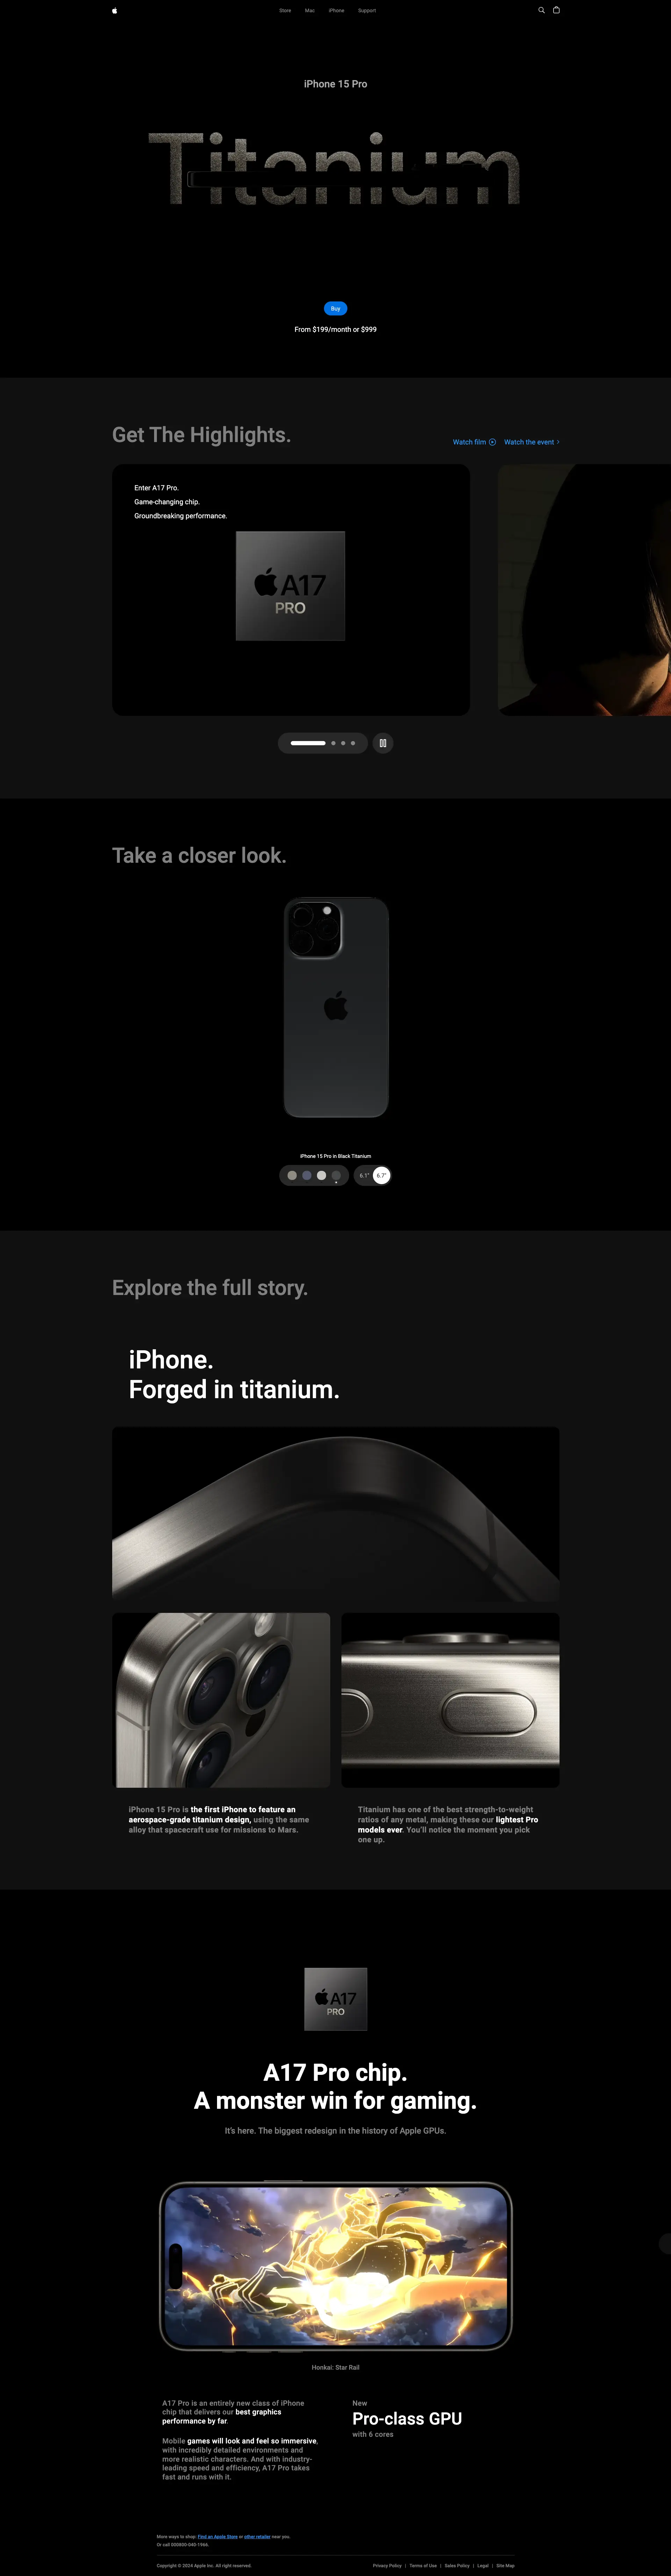 Store Mac iPhone Support
iPhone 15 Pro
Titanium
Buy
From $199/month or $999
Get The Highlights.
Watch film Watch the event
Enter A17 Pro.
Game-changing chip.
Groundbreaking performance.
A17
PRO
Take a closer look.
iPhone 15 Pro in Black Titanium
6.1" 6.7"
Explore the full story.
iPhone.
Forged in titanium.
iPhone 15 Pro is the first iPhone to feature an
aerospace-grade titanium design, using the same
alloy that spacecraft use for missions to Mars.
Titanium has one of the best strength-to-weight
ratios of any metal, making these our lightest Pro
models ever. You'll notice the moment you pick
one up.
A17
PRO
A17 Pro chip.
A monster win for gaming.
It's here. The biggest redesign in the history of Apple GPUs.
Honkai: Star Rail
A17 Pro is an entirely new class of iPhone
chip that delivers our best graphics
performance by far.
Mobile games will look and feel so immersive,
with incredibly detailed environments and
more realistic characters. And with industry-
leading speed and efficiency, A17 Pro takes
fast and runs with it.
New
Pro-class GPU
with 6 cores
More ways to shop: Find an Apple Store or other retailer near you.
Or call 000800-040-1966.
Copyright © 2024 Apple Inc. All right reserved.
Privacy Policy | Terms of Use | Sales Policy | Legal | Site Map